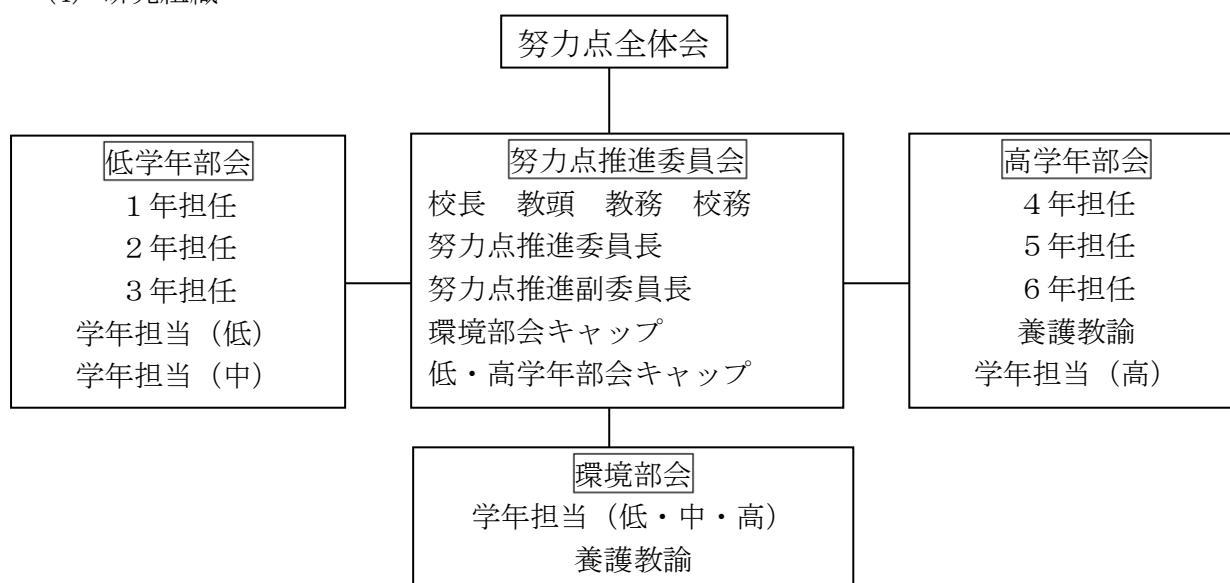 努力点全体会
低学年部会
１年担任
２年担任
３年担任
学年担当（低）
学年担当（中）
努力点推進委員会
校長　教頭　教務　校務
努力点推進委員長
努力点推進副委員長
環境部会キャップ
低・高学年部会キャップ
高学年部会
４年担任
５年担任
６年担任
養護教諭
学年担当（高）
環境部会
学年担当（低・中・高）
養護教諭